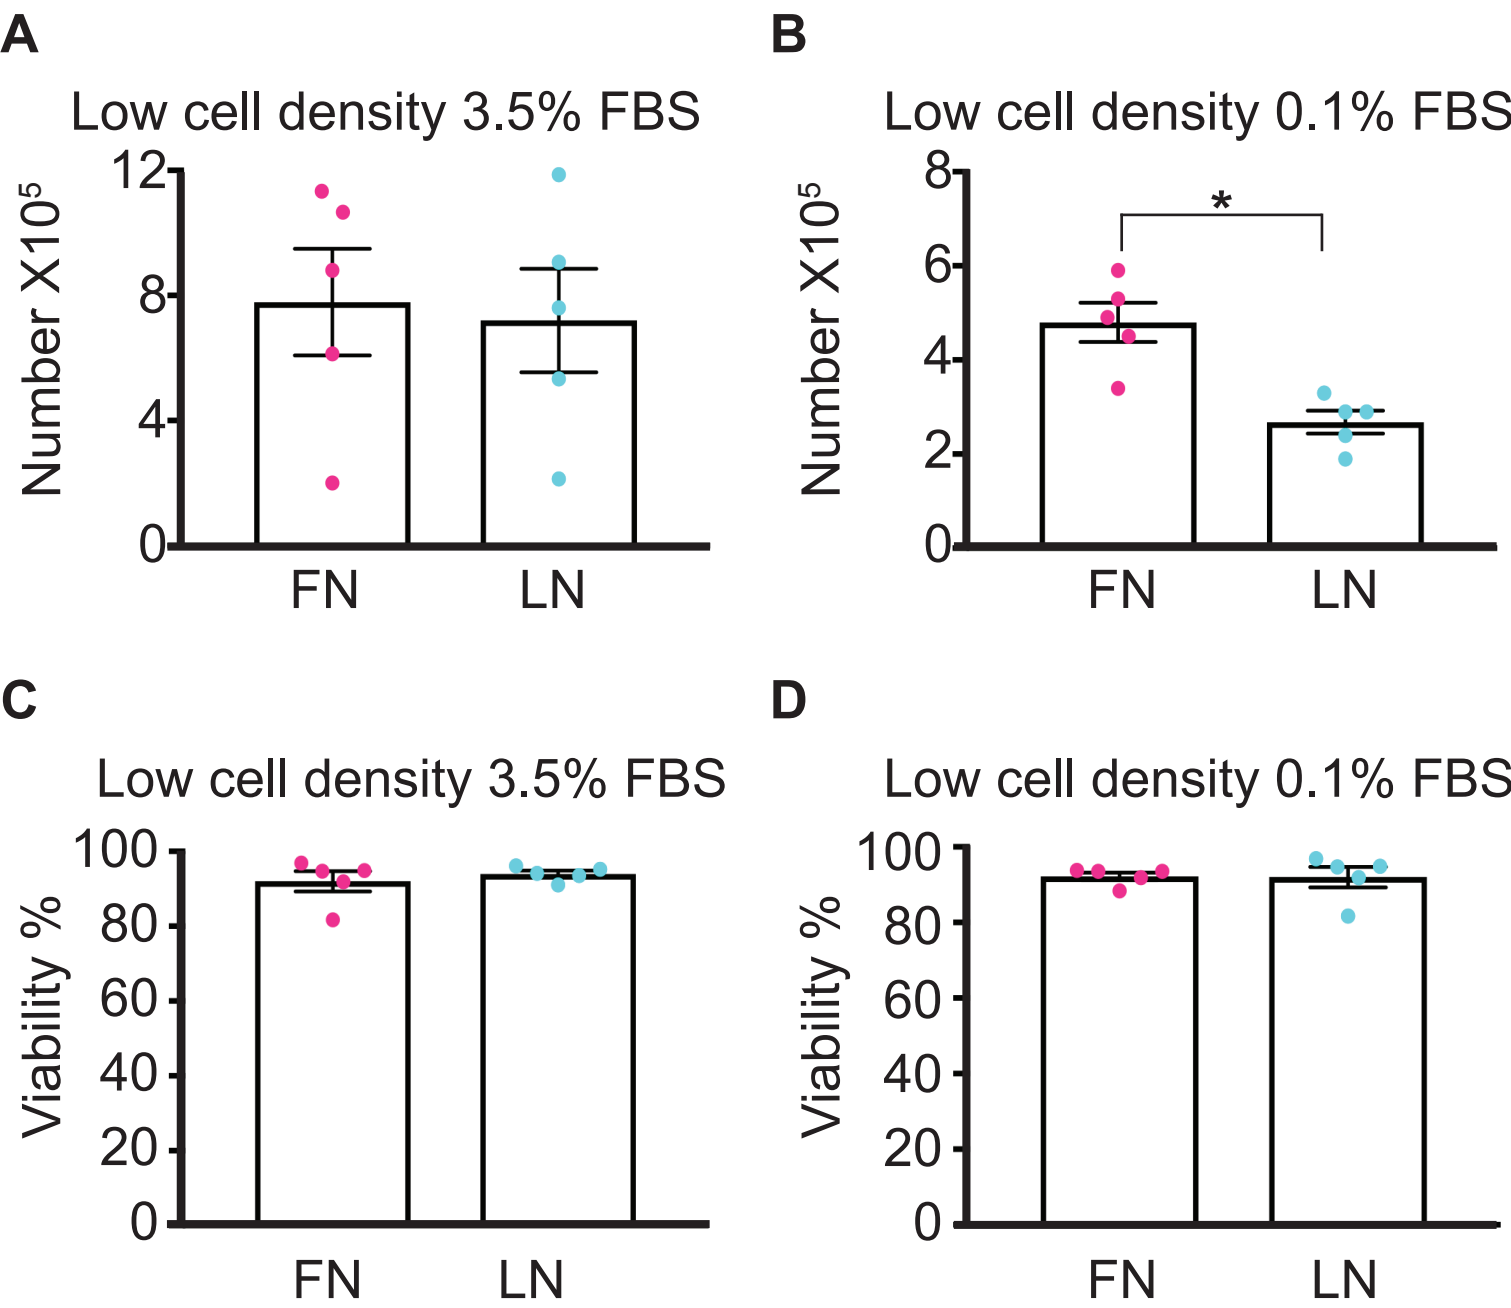 A
Low cell density 3.5% FBS
Number X10⁵
12
8
4
0
FN
LN
B
Low cell density 0.1% FBS
Number X10⁵
8
6
4
2
0
*
FN
LN
C
Low cell density 3.5% FBS
Viability %
100
80
60
40
20
0
FN
LN
D
Low cell density 0.1% FBS
Viability %
100
80
60
40
20
0
FN
LN